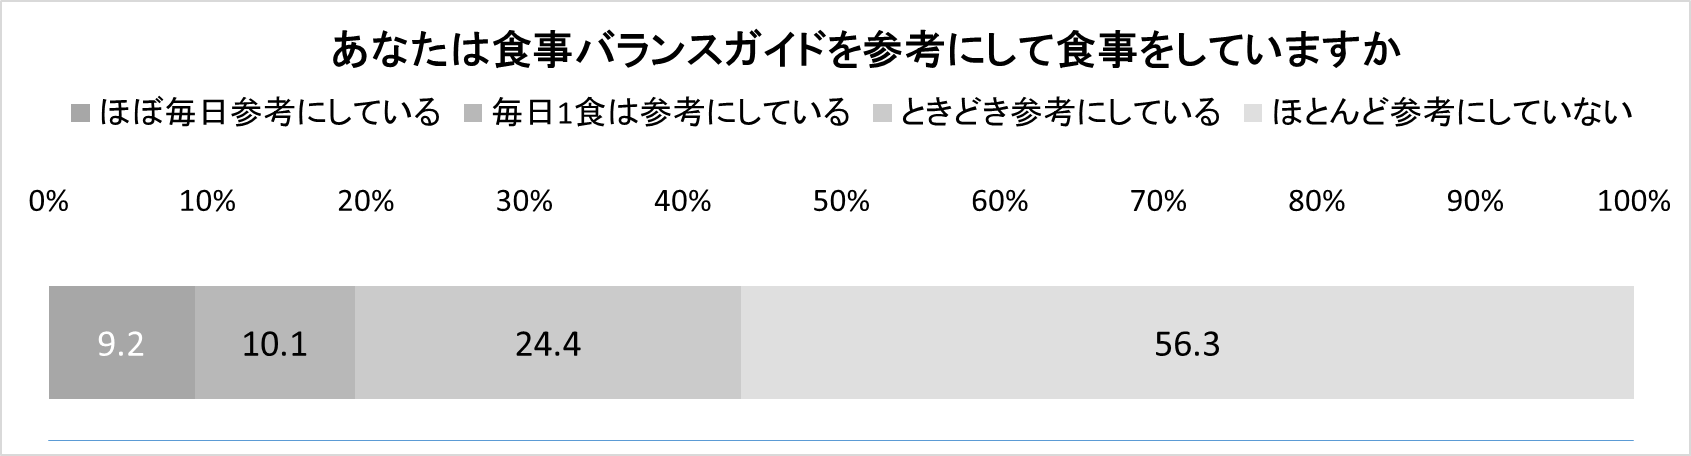 あなたは食事バランスガイドを参考にして食事をしていますか
ほぼ毎日参考にしている 毎日1食は参考にしている ときどき参考にしている ほとんど参考にしていない
0% 10% 20% 30% 40% 50% 60% 70% 80% 90% 100%
9.2 10.1 24.4 56.3